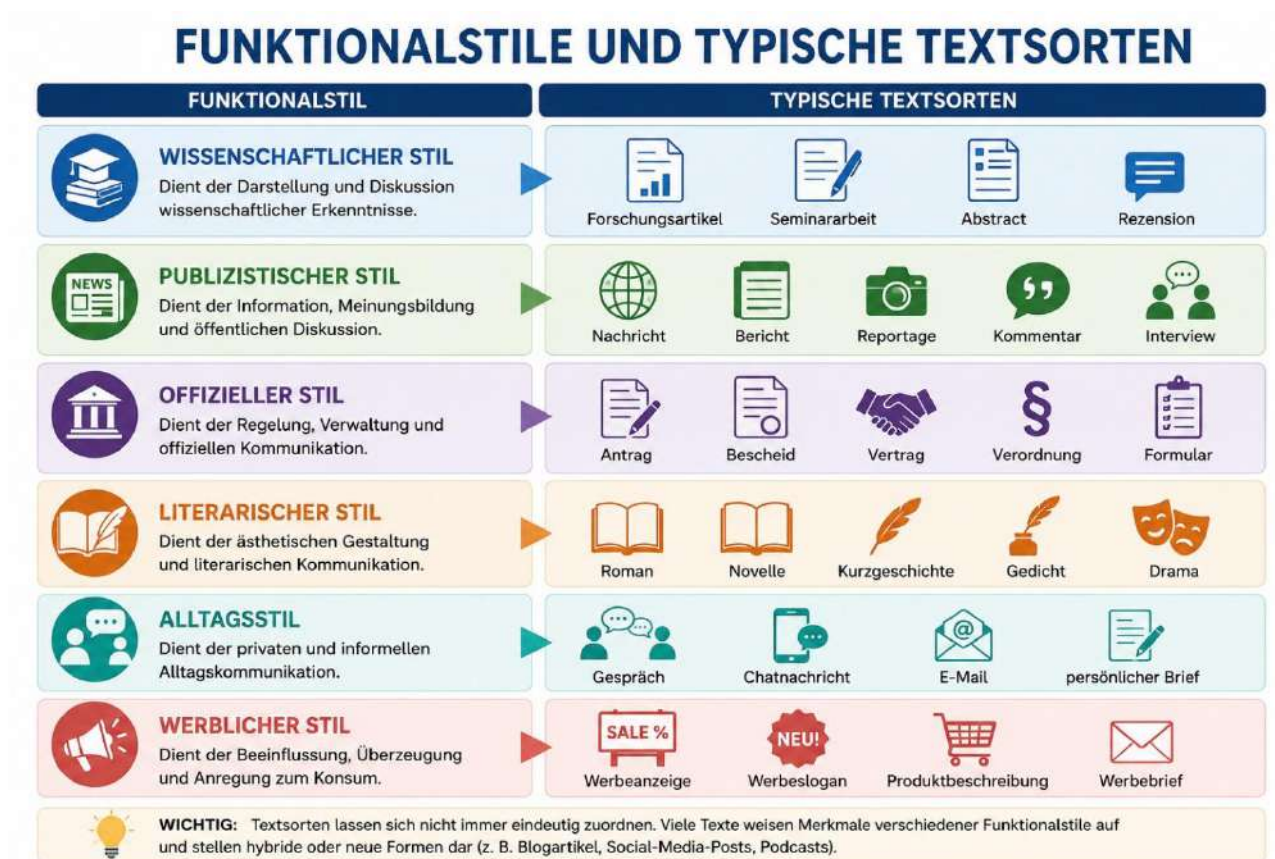 FUNKTIONALSTILE UND TYPISCHE TEXTSORTEN
FUNKTIONALSTIL
TYPISCHE TEXTSORTEN
WISSENSCHAFTLICHER STIL
Dient der Darstellung und Diskussion
wissenschaftlicher Erkenntnisse.
Forschungsartikel
Seminararbeit
Abstract
Rezension
NEWS
PUBLIZISTISCHER STIL
Dient der Information, Meinungsbildung
und öffentlichen Diskussion.
Nachricht
Bericht
Reportage
Kommentar
Interview
OFFIZIELLER STIL
Dient der Regelung, Verwaltung und
offiziellen Kommunikation.
§
Antrag
Bescheid
Vertrag
Verordnung
Formular
LITERARISCHER STIL
Dient der ästhetischen Gestaltung
und literarischen Kommunikation.
Roman
Novelle
Kurzgeschichte
Gedicht
Drama
ALLTAGSSTIL
Dient der privaten und informellen
Alltagskommunikation.
@
Gespräch
Chatnachricht
E-Mail
persönlicher Brief
WERBLICHER STIL
Dient der Beeinflussung, Überzeugung
und Anregung zum Konsum.
SALE %
NEU!
Werbeanzeige
Werbeslogan
Produktbeschreibung
Werbebrief
WICHTIG: Textsorten lassen sich nicht immer eindeutig zuordnen. Viele Texte weisen Merkmale verschiedener Funktionalstile auf
und stellen hybride oder neue Formen dar (z. B. Blogartikel, Social-Media-Posts, Podcasts).